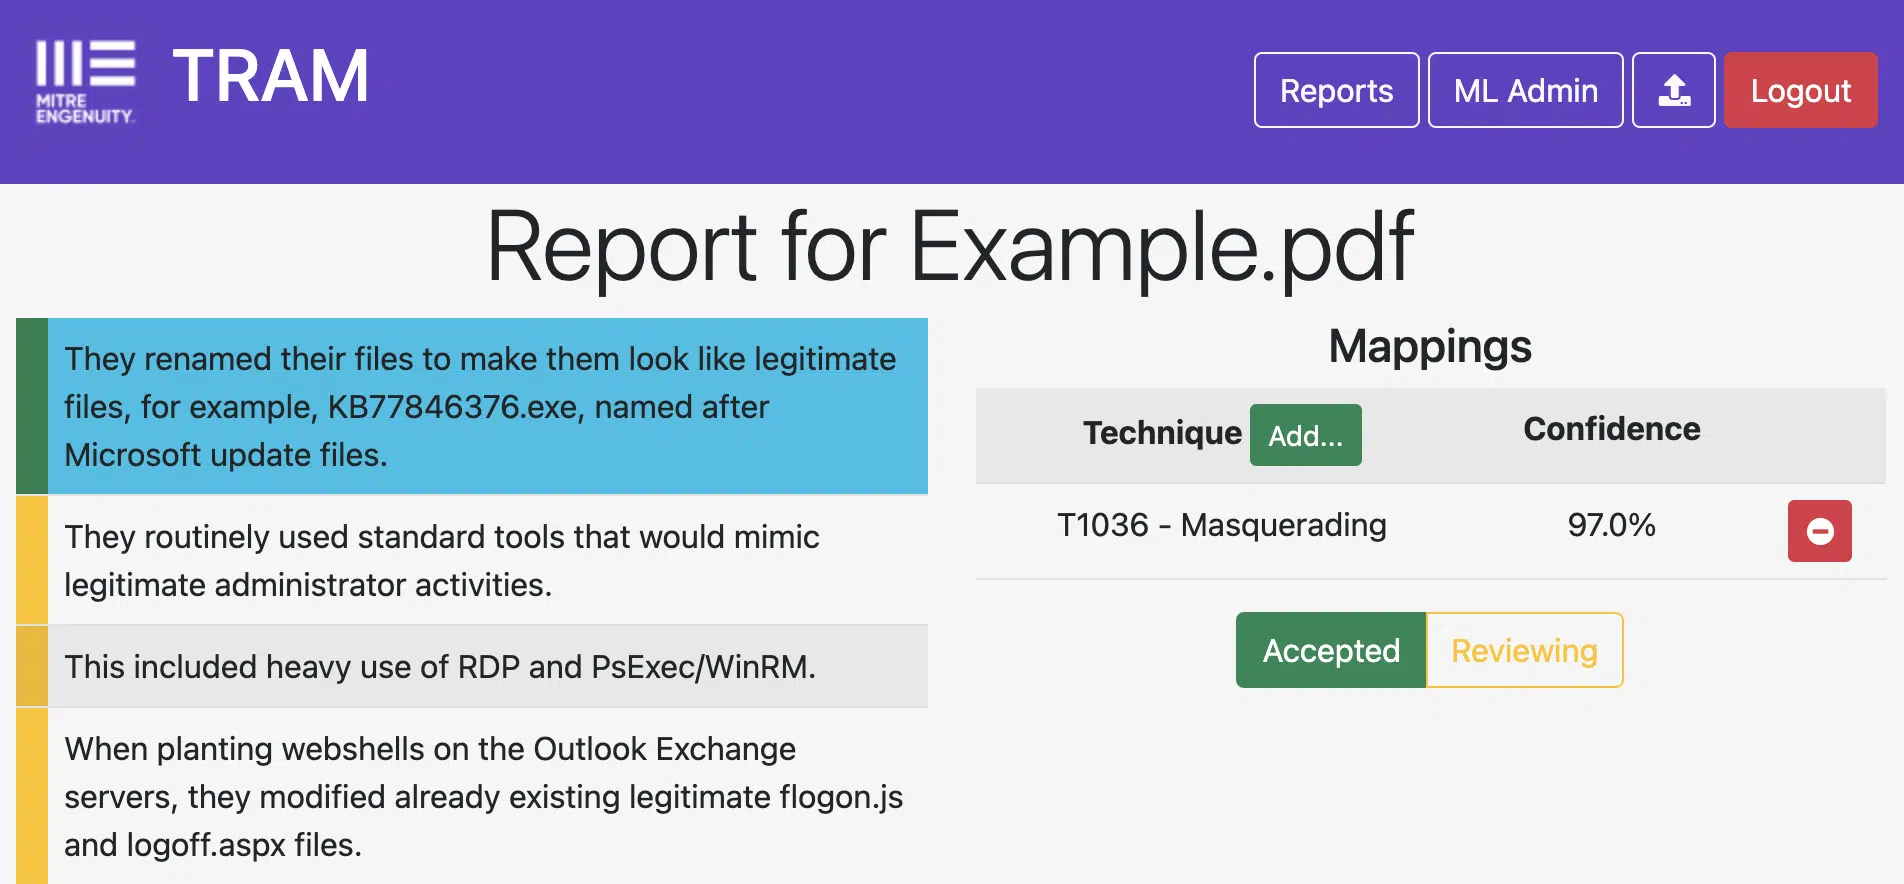 MITRE
ENGENUITY
TRAM
Reports
ML Admin
Logout
Report for Example.pdf
They renamed their files to make them look like legitimate
files, for example, KB77846376.exe, named after
Microsoft update files.
They routinely used standard tools that would mimic
legitimate administrator activities.
This included heavy use of RDP and PsExec/WinRM.
When planting webshells on the Outlook Exchange
servers, they modified already existing legitimate flogon.js
and logoff.aspx files.
Mappings
Technique Add... Confidence
T1036 - Masquerading 97.0%
Accepted Reviewing